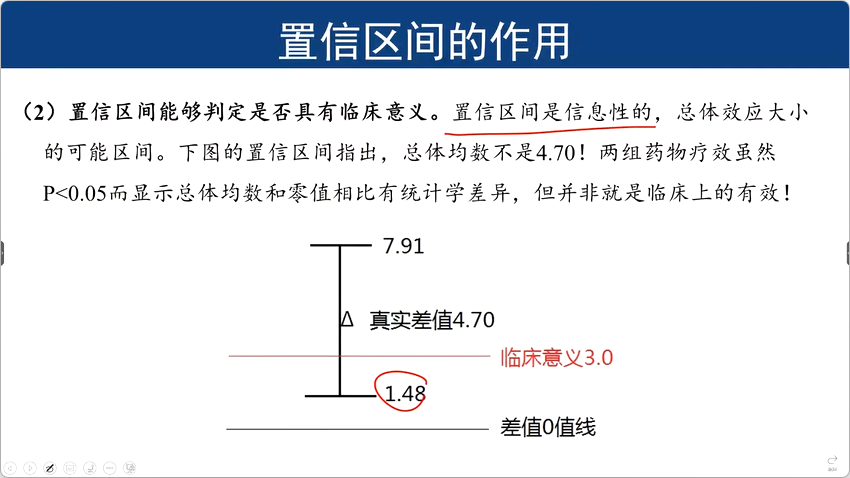 置信区间的作用
（2）置信区间能够判定是否具有临床意义。置信区间是信息性的，总体效应大小
的可能区间。下图的置信区间指出，总体均数不是4.70！两组药物疗效虽然
P<0.05而显示总体均数和零值相比有统计学差异，但并非就是临床上的有效！
7.91
Δ 真实差值4.70
临床意义3.0
1.48
差值0值线